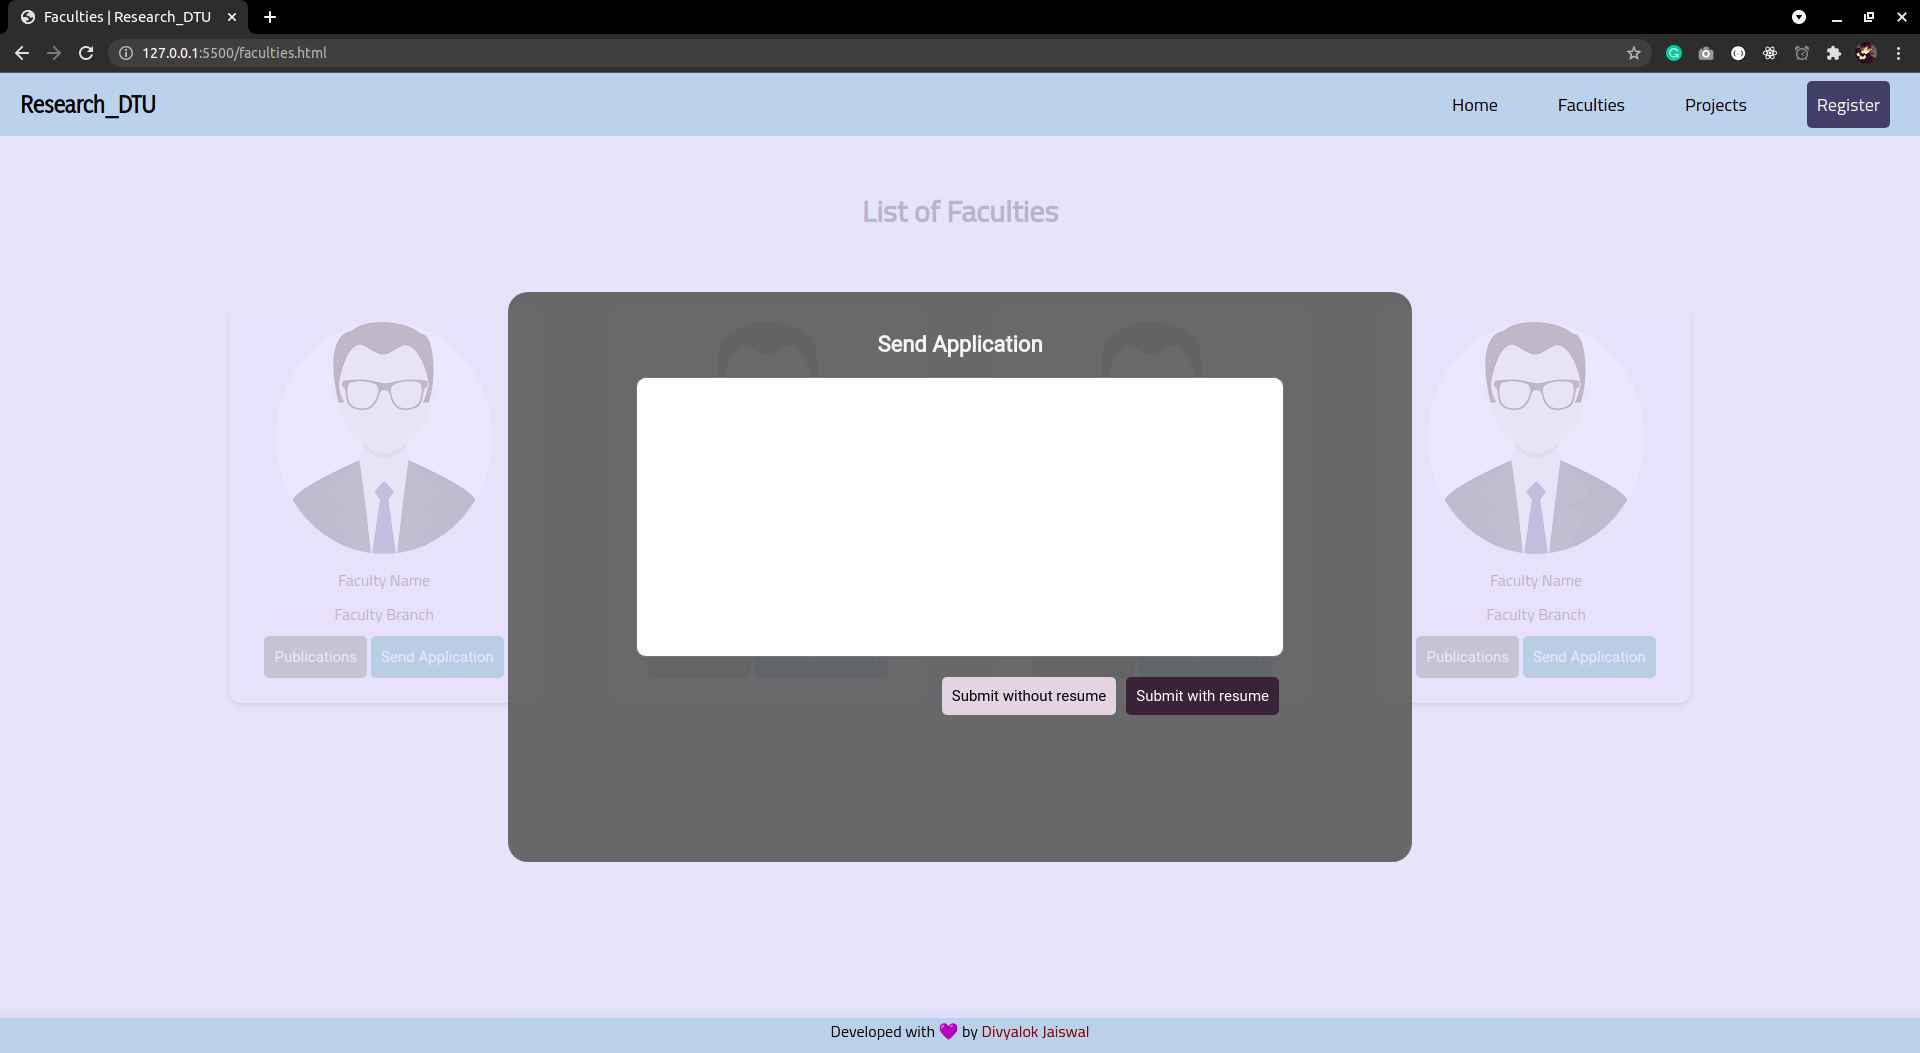 Faculties | Research_DTU
127.0.0.1:5500/faculties.html
Research_DTU
Home Faculties Projects Register
List of Faculties
Send Application
Faculty Name Faculty Name
Faculty Branch Faculty Branch
Publications Send Application Publications Send Application
Submit without resume Submit with resume
Developed with 💜 by Divyalok Jaiswal